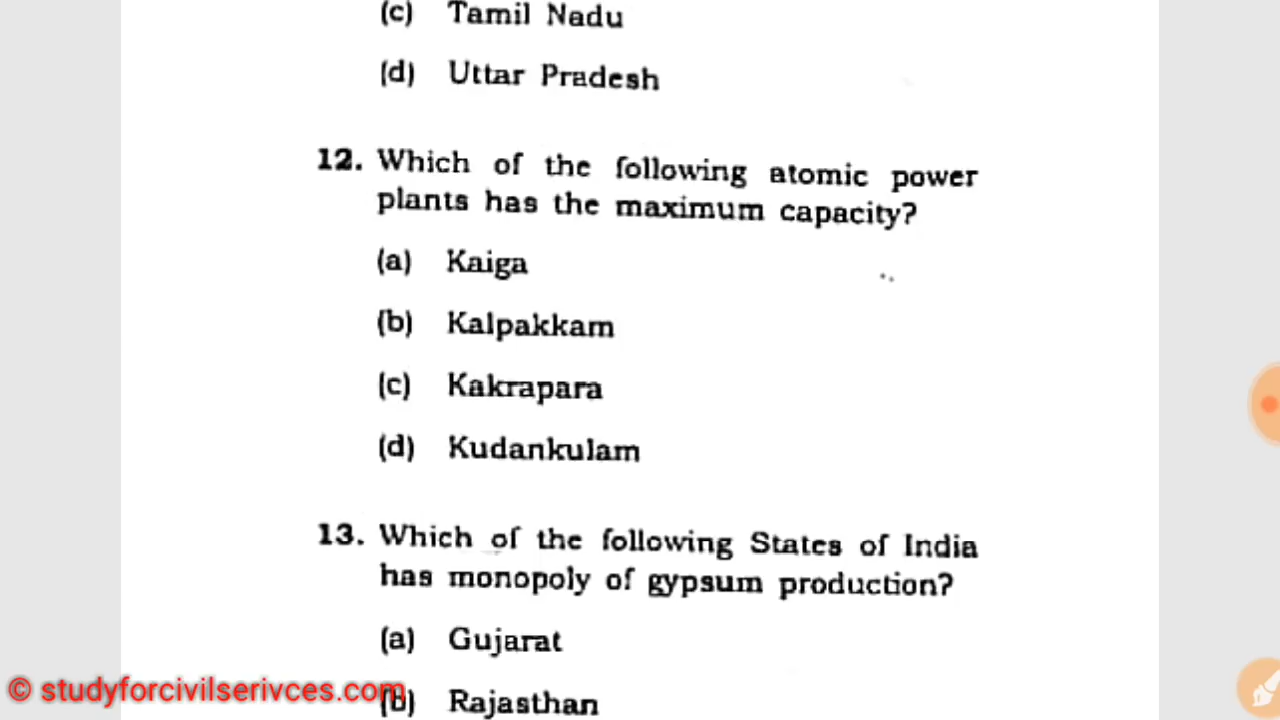 (c) Tamil Nadu
(d) Uttar Pradesh
12. Which of the following atomic power
plants has the maximum capacity?
(a) Kaiga
(b) Kalpakkam
(c) Kakrapara
(d) Kudankulam
13. Which of the following States of India
has monopoly of gypsum production?
(a) Gujarat
(b) Rajasthan
© studyforcivilserivces.com